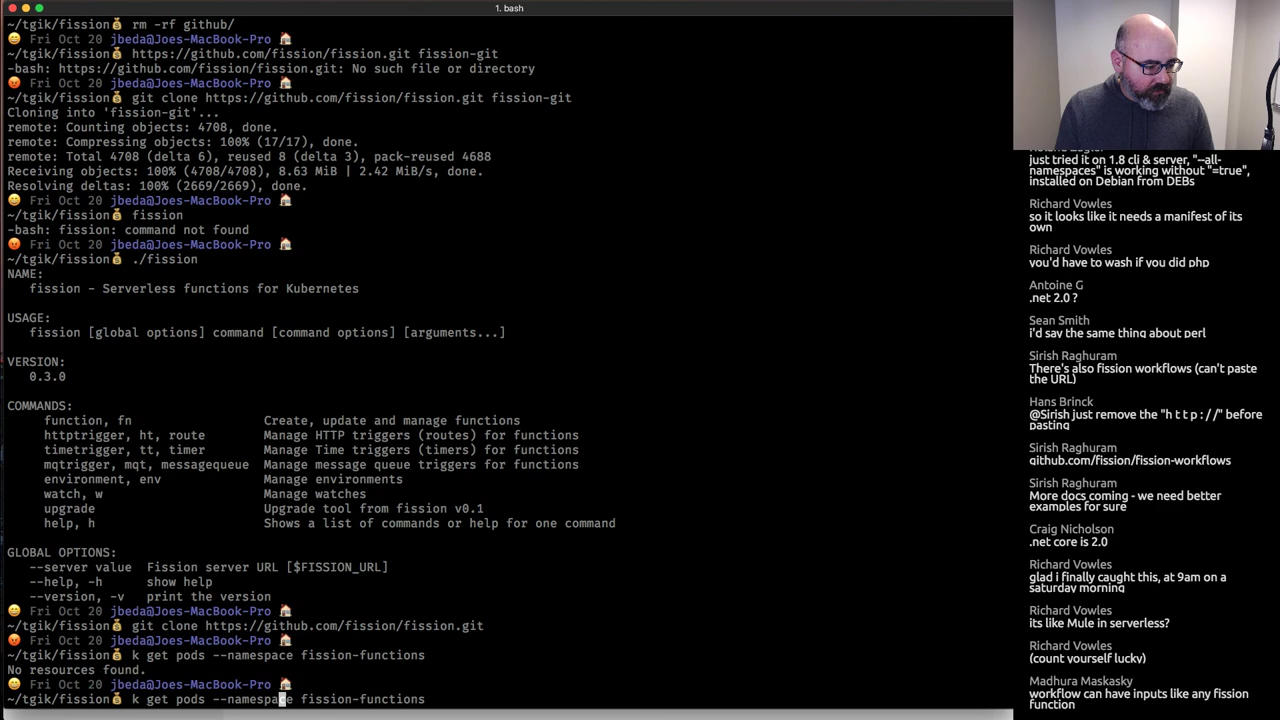 1. bash
~/tgik/fission💰 rm -rf github/
😄 Fri Oct 20 jbeda@Joes-MacBook-Pro 🏠
~/tgik/fission💰 https://github.com/fission/fission.git fission-git
-bash: https://github.com/fission/fission.git: No such file or directory
😡 Fri Oct 20 jbeda@Joes-MacBook-Pro 🏠
~/tgik/fission💰 git clone https://github.com/fission/fission.git fission-git
Cloning into 'fission-git'...
remote: Counting objects: 4708, done.
remote: Compressing objects: 100% (17/17), done.
remote: Total 4708 (delta 6), reused 8 (delta 3), pack-reused 4688
Receiving objects: 100% (4708/4708), 8.63 MiB | 2.42 MiB/s, done.
Resolving deltas: 100% (2669/2669), done.
😄 Fri Oct 20 jbeda@Joes-MacBook-Pro 🏠
~/tgik/fission💰 fission
-bash: fission: command not found
😡 Fri Oct 20 jbeda@Joes-MacBook-Pro 🏠
~/tgik/fission💰 ./fission
NAME:
fission - Serverless functions for Kubernetes
USAGE:
fission [global options] command [command options] [arguments...]
VERSION:
0.3.0
COMMANDS:
function, fn Create, update and manage functions
httptrigger, ht, route Manage HTTP triggers (routes) for functions
timetrigger, tt, timer Manage Time triggers (timers) for functions
mqtrigger, mqt, messagequeue Manage message queue triggers for functions
environment, env Manage environments
watch, w Manage watches
upgrade Upgrade tool from fission v0.1
help, h Shows a list of commands or help for one command
GLOBAL OPTIONS:
--server value Fission server URL [$FISSION_URL]
--help, -h show help
--version, -v print the version
😄 Fri Oct 20 jbeda@Joes-MacBook-Pro 🏠
~/tgik/fission💰 git clone https://github.com/fission/fission.git
😡 Fri Oct 20 jbeda@Joes-MacBook-Pro 🏠
~/tgik/fission💰 k get pods --namespace fission-functions
No resources found.
😄 Fri Oct 20 jbeda@Joes-MacBook-Pro 🏠
~/tgik/fission💰 k get pods --namespace fission-functions
just tried it on 1.8 cli & server, "--all-
namespaces" is working without "=true",
installed on Debian from DEBs
Richard Vowles
so it looks like it needs a manifest of its
own
Richard Vowles
you'd have to wash if you did php
Antoine G
.net 2.0 ?
Sean Smith
i'd say the same thing about perl
Sirish Raghuram
There's also fission workflows (can't paste
the URL)
Hans Brinck
@Sirish just remove the "h t t p : / /" before
pasting
Sirish Raghuram
github.com/fission/fission-workflows
Sirish Raghuram
More docs coming - we need better
examples for sure
Craig Nicholson
.net core is 2.0
Richard Vowles
glad i finally caught this, at 9am on a
saturday morning
Richard Vowles
its like Mule in serverless?
Richard Vowles
(count yourself lucky)
Madhura Maskasky
workflow can have inputs like any fission
function